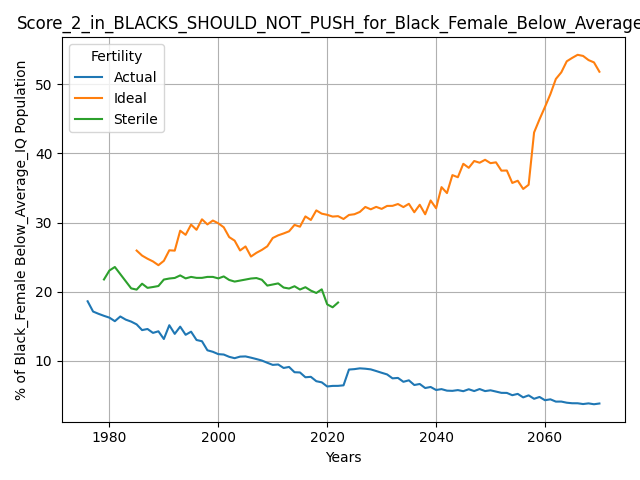 Score_2_in_BLACKS_SHOULD_NOT_PUSH_for_Black_Female_Below_Average
% of Black_Female Below_Average_IQ Population
Fertility
Actual
Ideal
Sterile
50
40
30
20
10
1980 2000 2020 2040 2060
Years